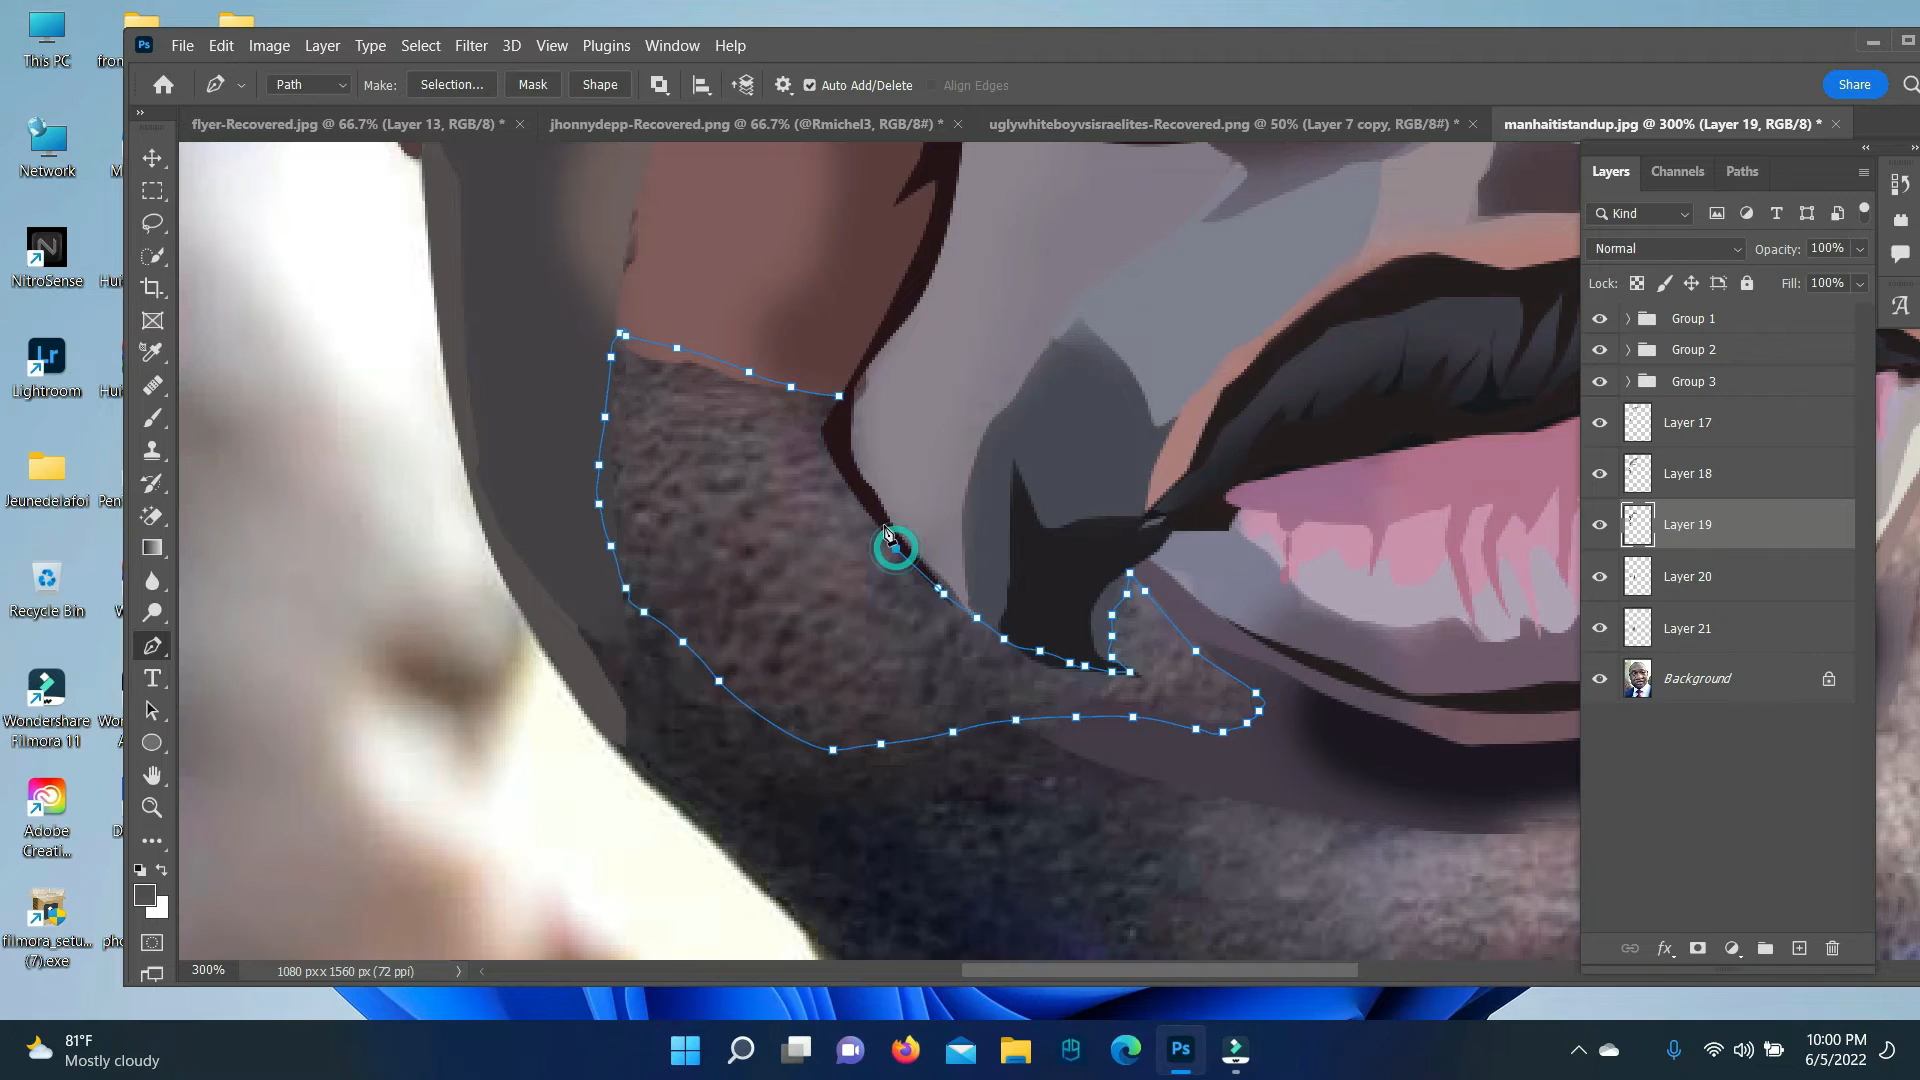 This PC
Network
NitroSense
Lightroom
Jeunedelafoi
Recycle Bin
Wondershare
Filmora 11
Adobe
Creati...
filmora_setu...
(7).exe
Ps
File Edit Image Layer Type Select Filter 3D View Plugins Window Help
Path Make: Selection... Mask Shape Auto Add/Delete Align Edges Share
flyer-Recovered.jpg @ 66.7% (Layer 13, RGB/8) *
jhonnydepp-Recovered.png @ 66.7% (@Rmichel3, RGB/8#) *
uglywhiteboyvsisraelites-Recovered.png @ 50% (Layer 7 copy, RGB/8#) *
manhaitistandup.jpg @ 300% (Layer 19, RGB/8) *
Layers Channels Paths
Kind
Normal Opacity: 100%
Lock: Fill: 100%
Group 1
Group 2
Group 3
Layer 17
Layer 18
Layer 19
Layer 20
Layer 21
Background
fx
300% 1080 px x 1560 px (72 ppi)
81°F
Mostly cloudy
Ps
10:00 PM
6/5/2022